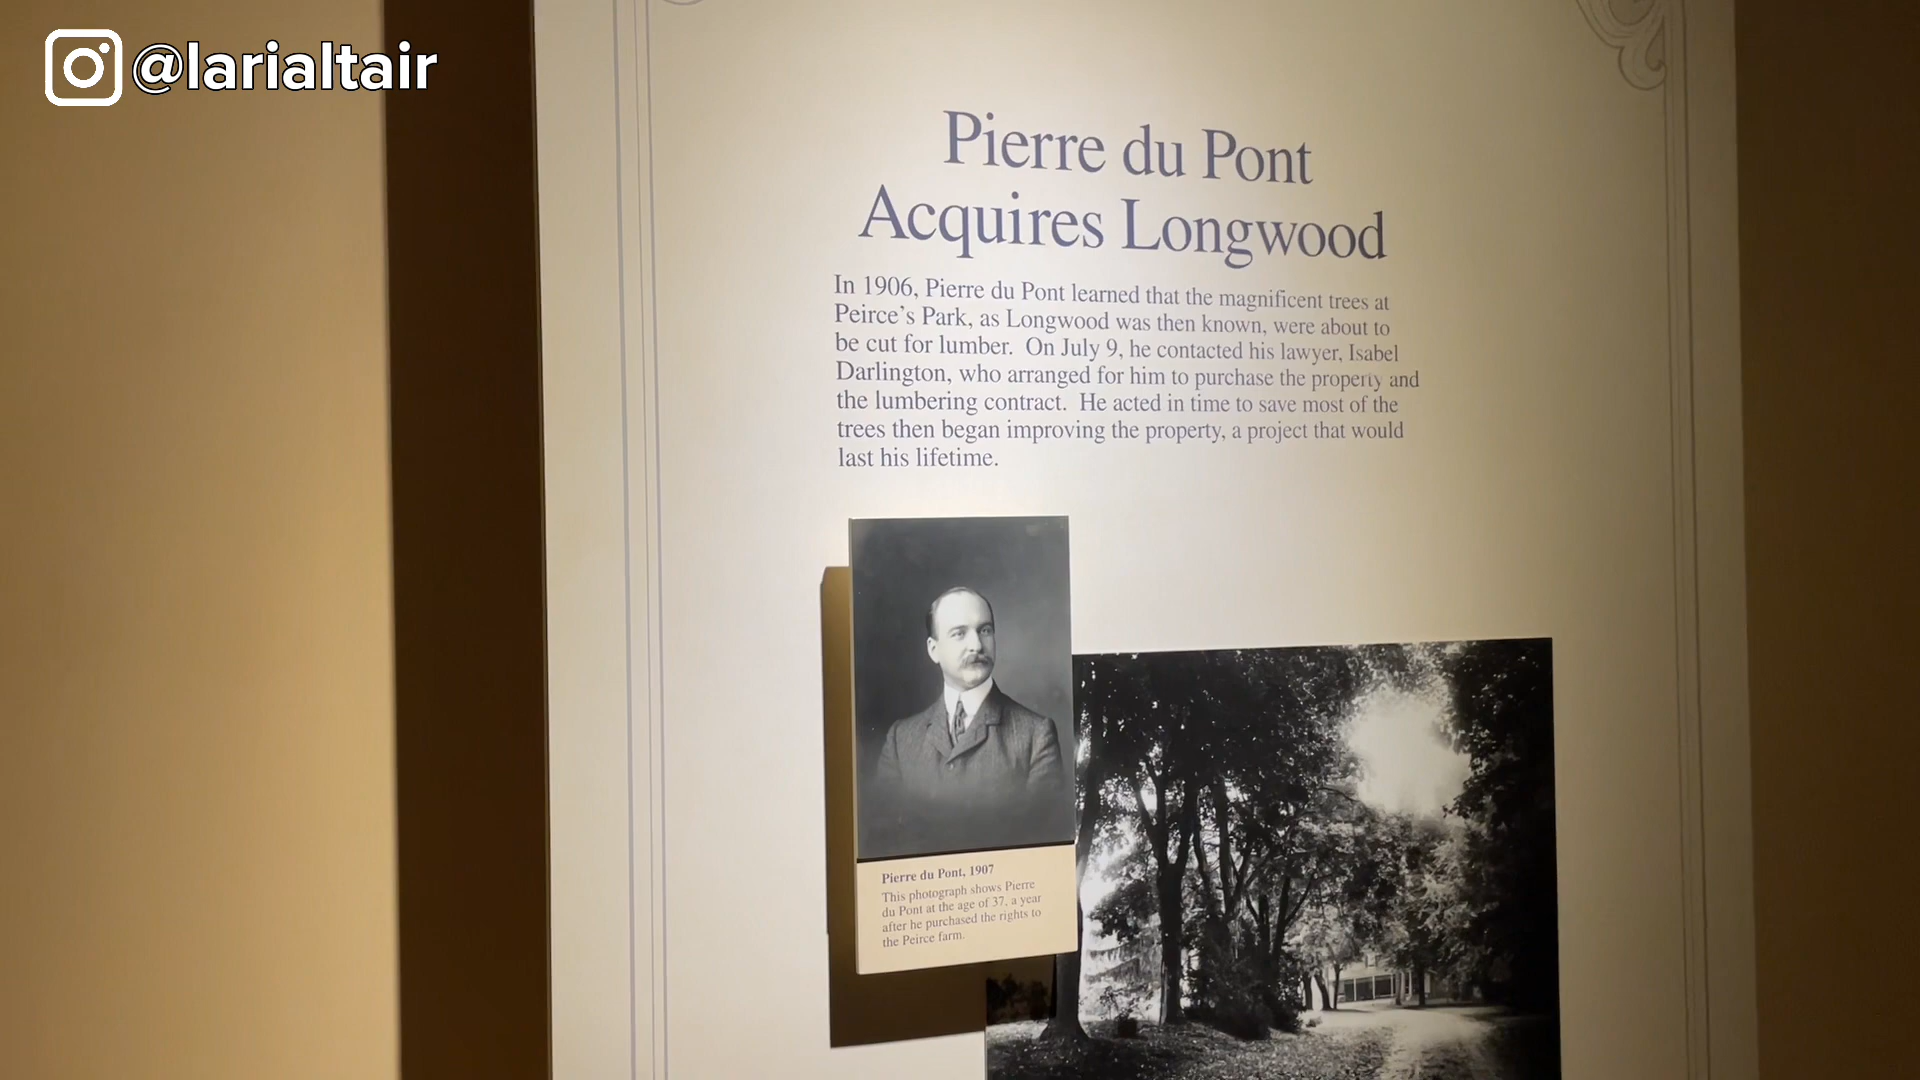 @larialtair
Pierre du Pont
Acquires Longwood
In 1906, Pierre du Pont learned that the magnificent trees at
Peirce's Park, as Longwood was then known, were about to
be cut for lumber. On July 9, he contacted his lawyer, Isabel
Darlington, who arranged for him to purchase the property and
the lumbering contract. He acted in time to save most of the
trees then began improving the property, a project that would
last his lifetime.
Pierre du Pont, 1907
This photograph shows Pierre
du Pont at the age of 37, a year
after he purchased the rights to
the Peirce farm.